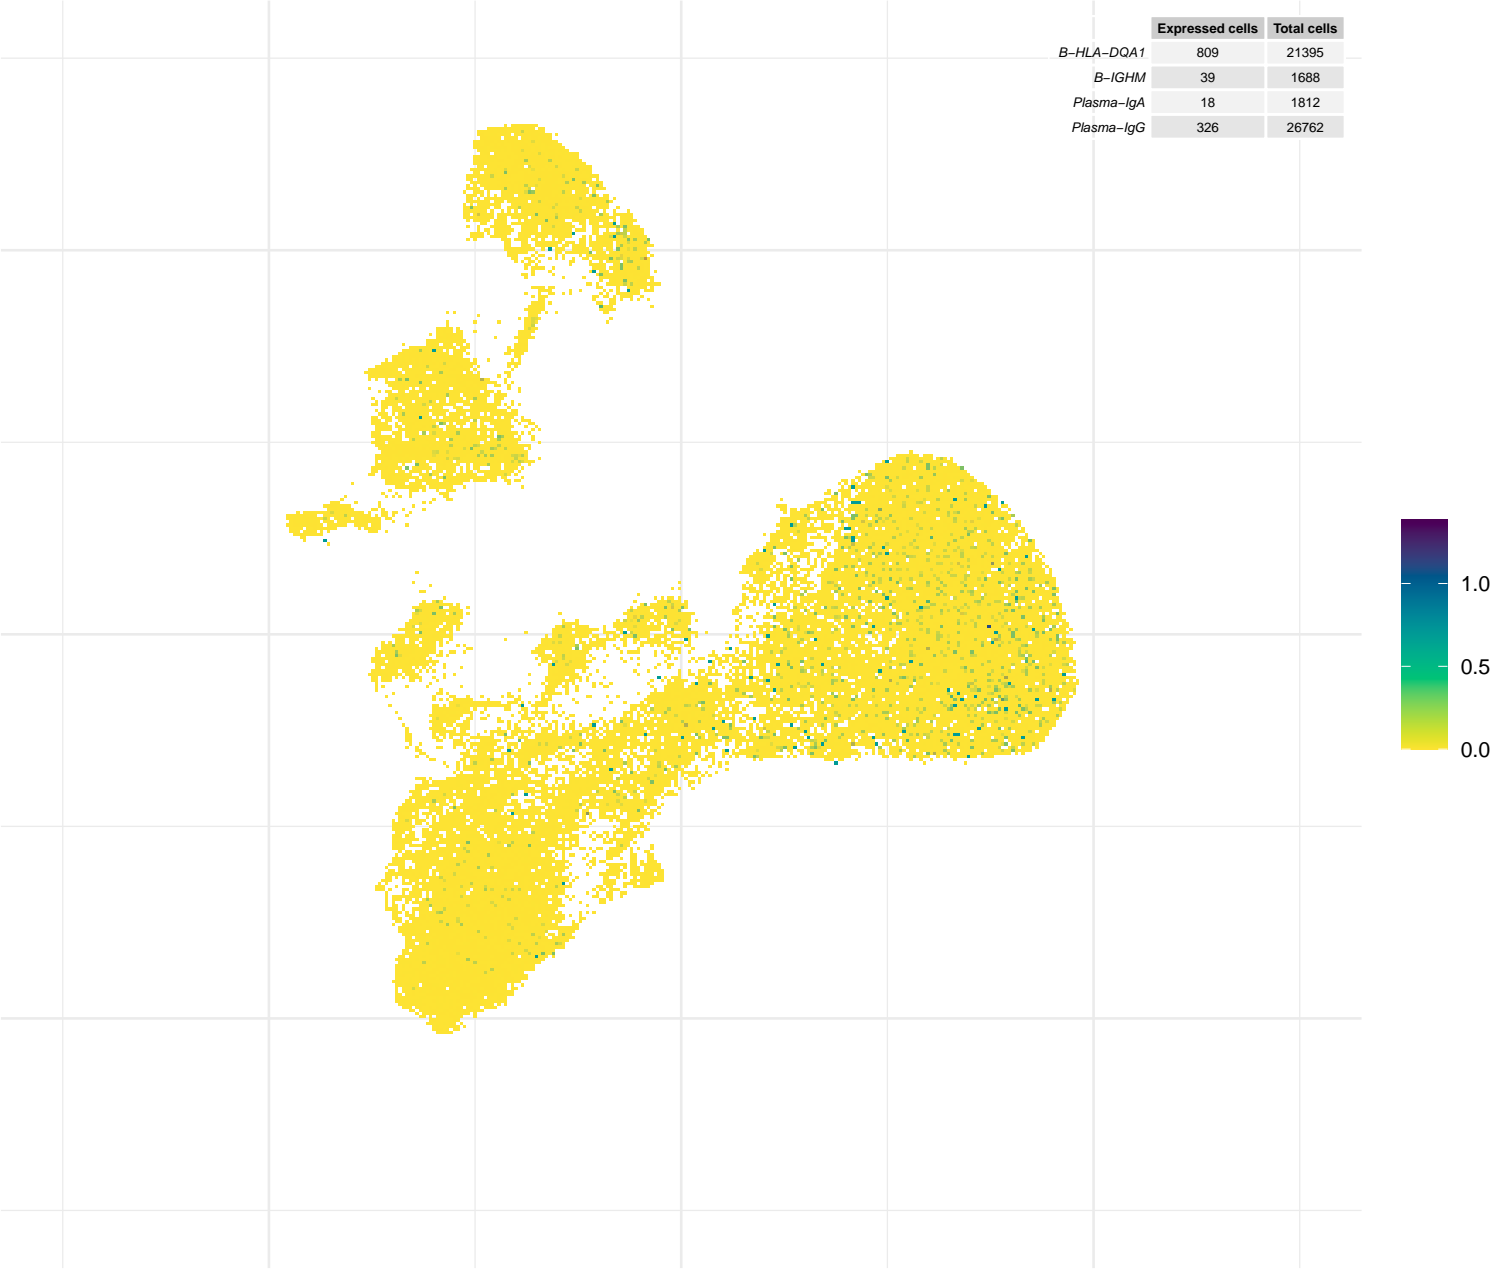 Expressed cells Total cells
B−HLA−DQA1 809 21395
B−IGHM 39 1688
Plasma−IgA 18 1812
Plasma−IgG 326 26762
1.0
0.5
0.0